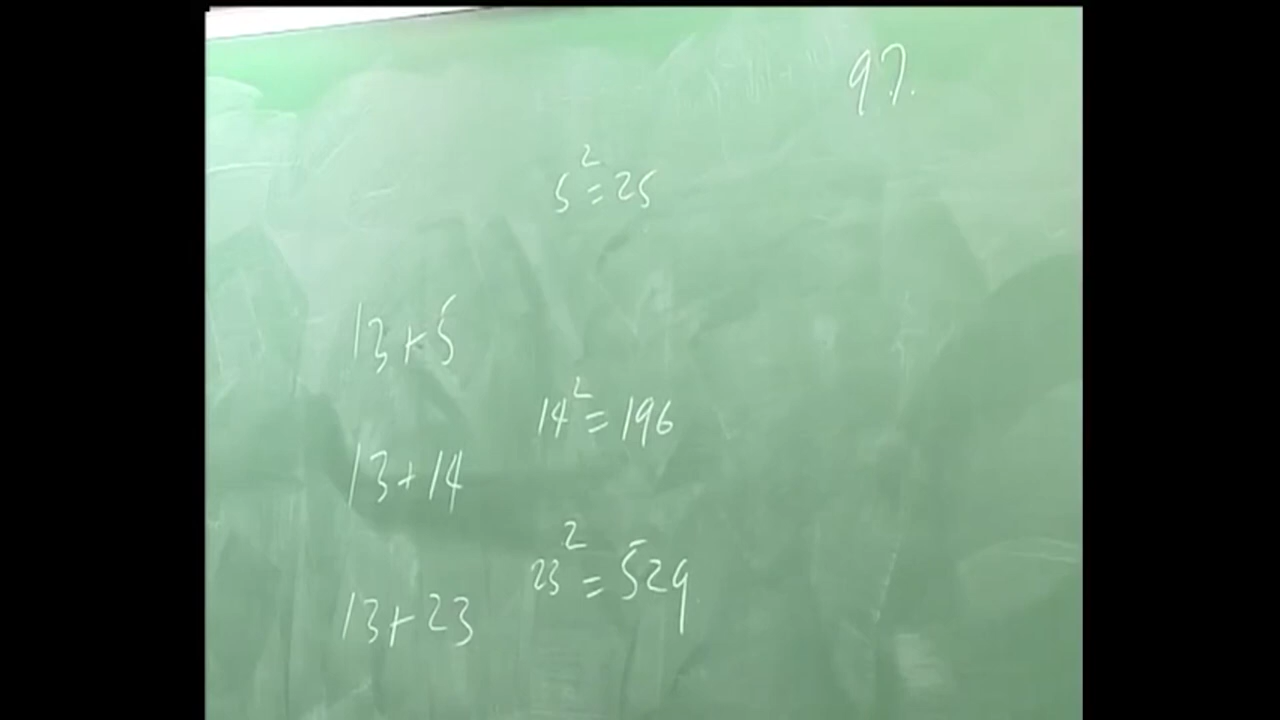 97.
5² = 25
13+5
14² = 196
13+14
23² = 529
13+23